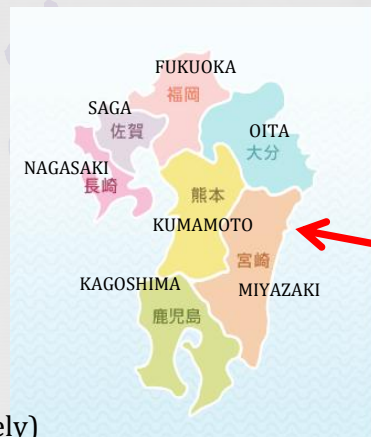 FUKUOKA
福岡
SAGA
佐賀
OITA
大分
NAGASAKI
長崎
熊本
KUMAMOTO
宮崎
KAGOSHIMA
MIYAZAKI
鹿児島
ely)